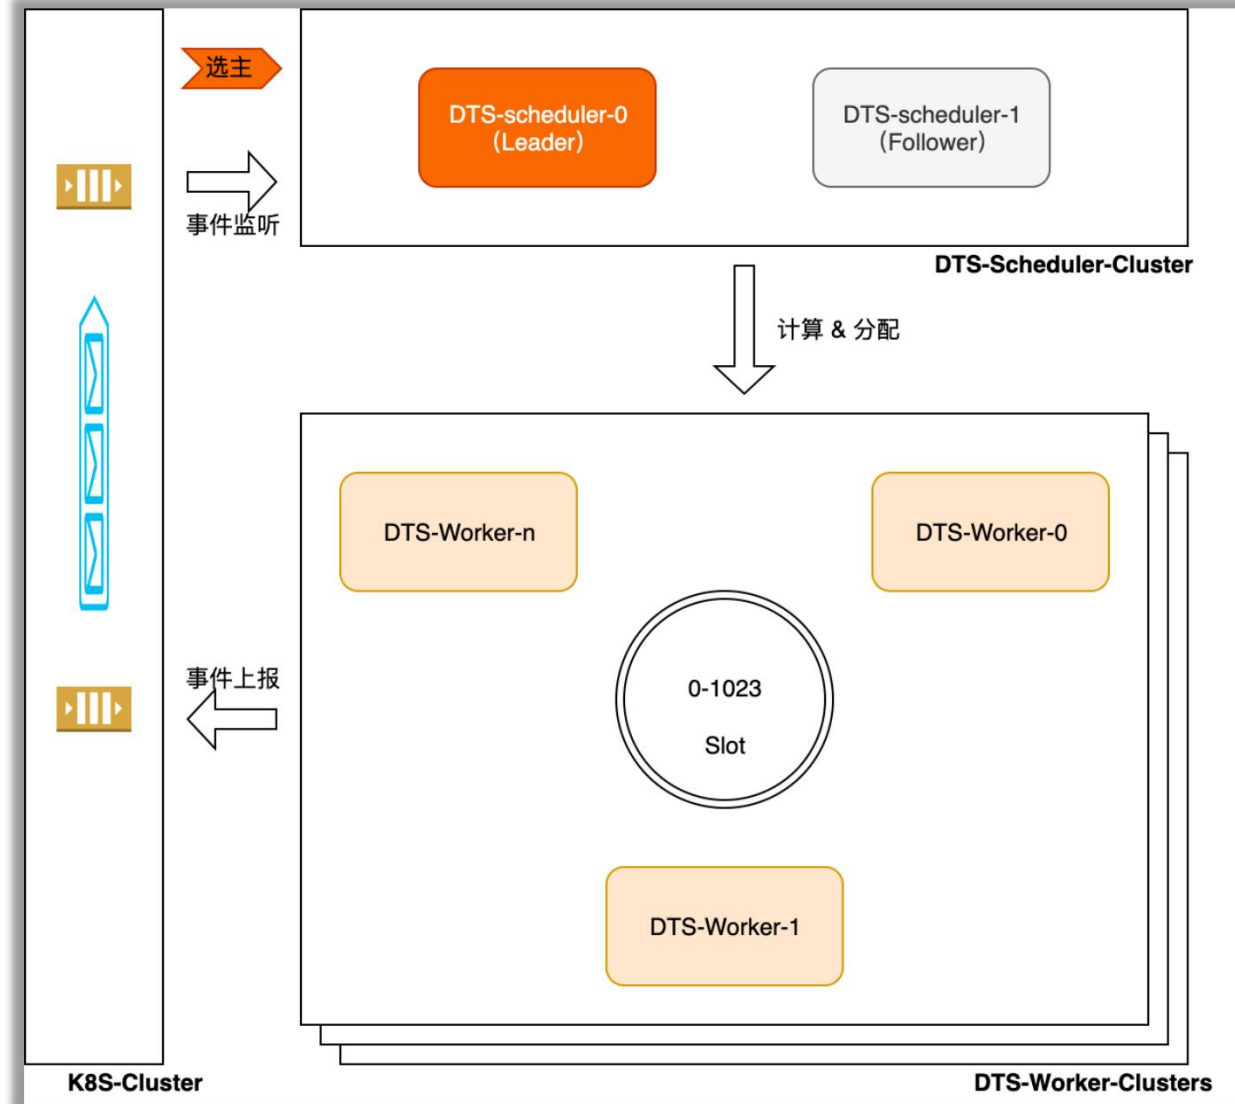 选主
DTS-scheduler-0
（Leader）
DTS-scheduler-1
（Follower）
事件监听
DTS-Scheduler-Cluster
计算 & 分配
DTS-Worker-n
DTS-Worker-0
0-1023
Slot
事件上报
DTS-Worker-1
K8S-Cluster
DTS-Worker-Clusters